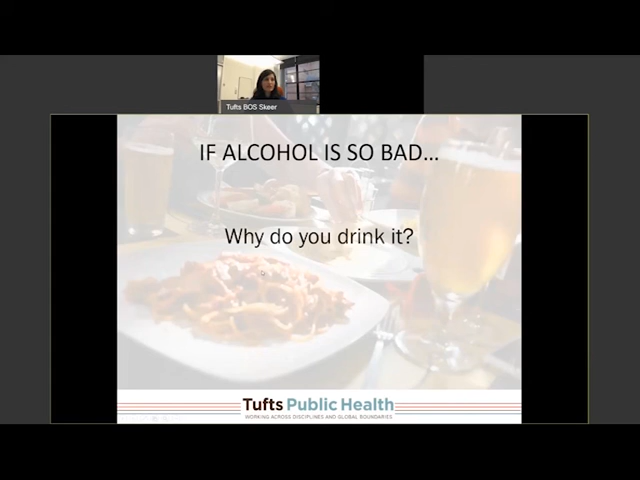 Tufts BOS Skeer
IF ALCOHOL IS SO BAD…
Why do you drink it?
Tufts Public Health
WORKING ACROSS DISCIPLINES AND GLOBAL BOUNDARIES